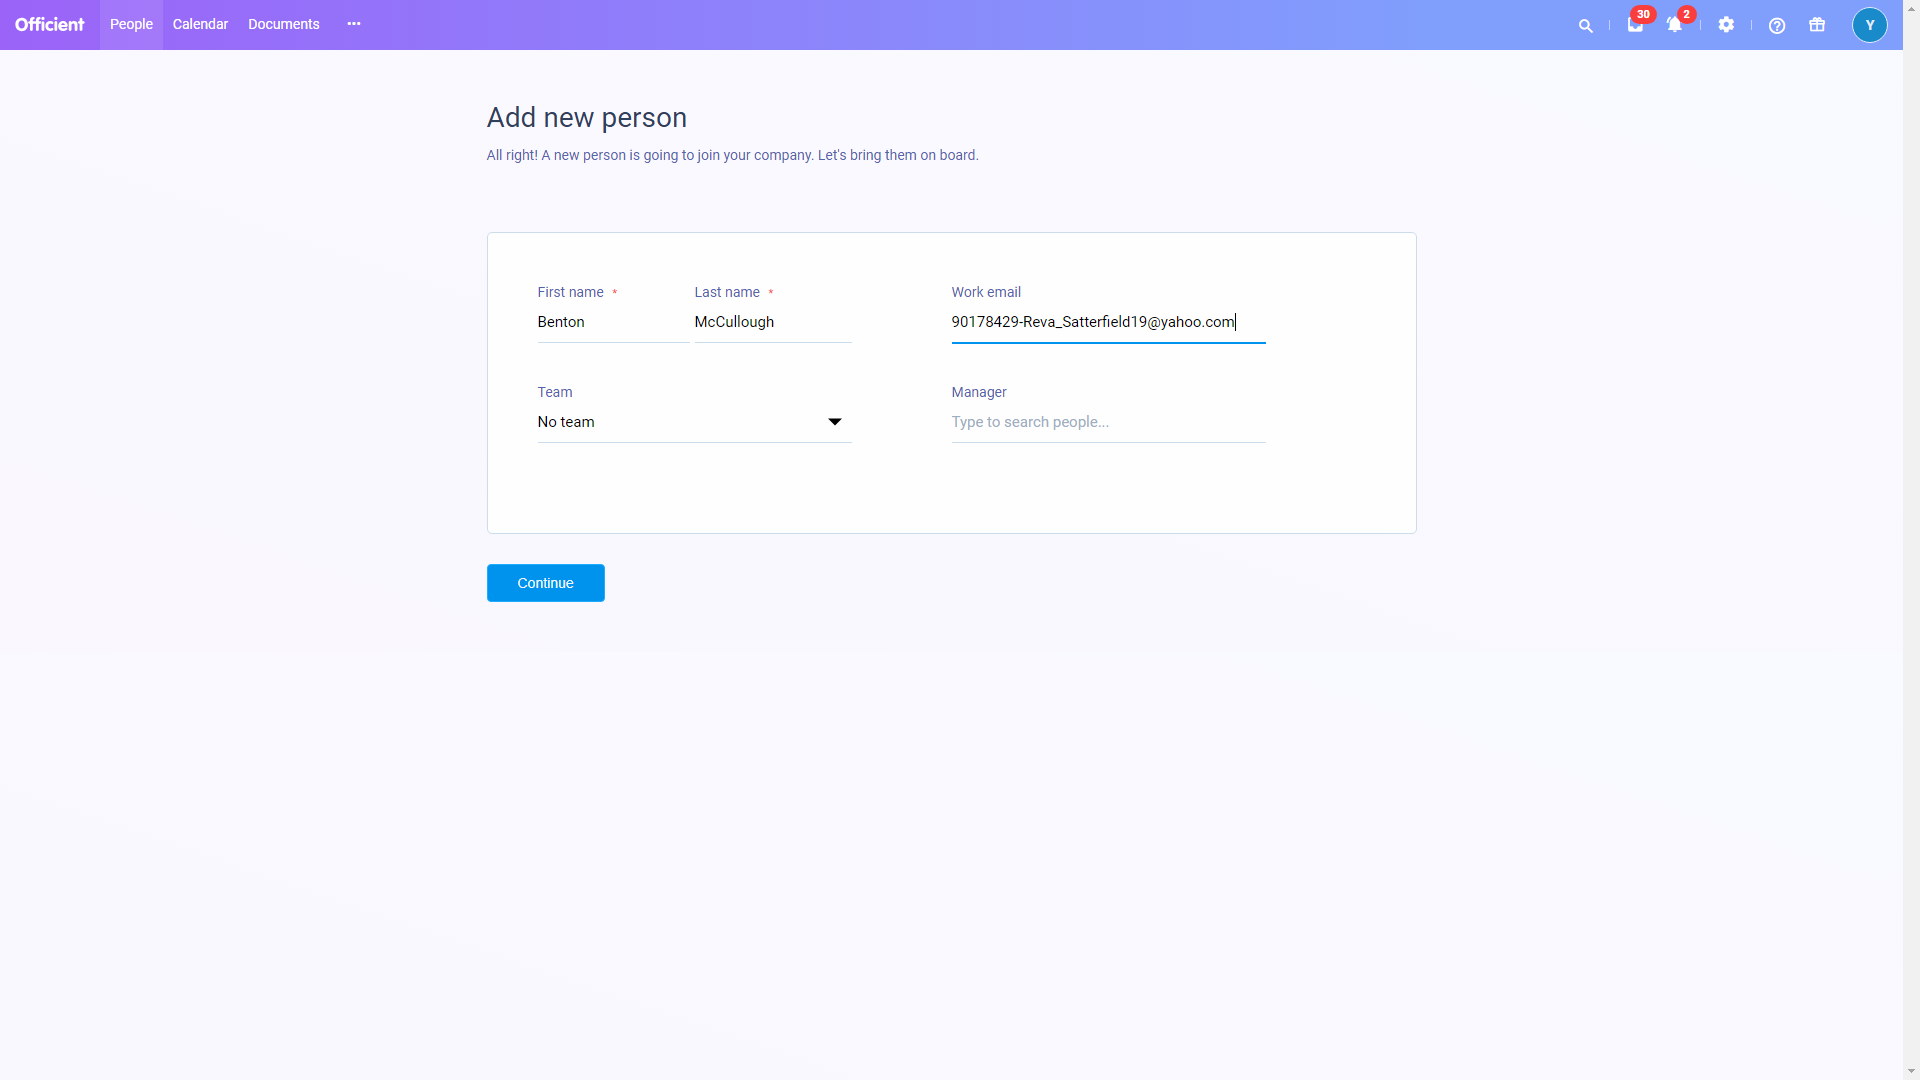 Officient People Calendar Documents 30 2 Y
Add new person
All right! A new person is going to join your company. Let's bring them on board.
First name * Last name * Work email
Benton McCullough 90178429-Reva_Satterfield19@yahoo.com
Team Manager
No team Type to search people...
Continue